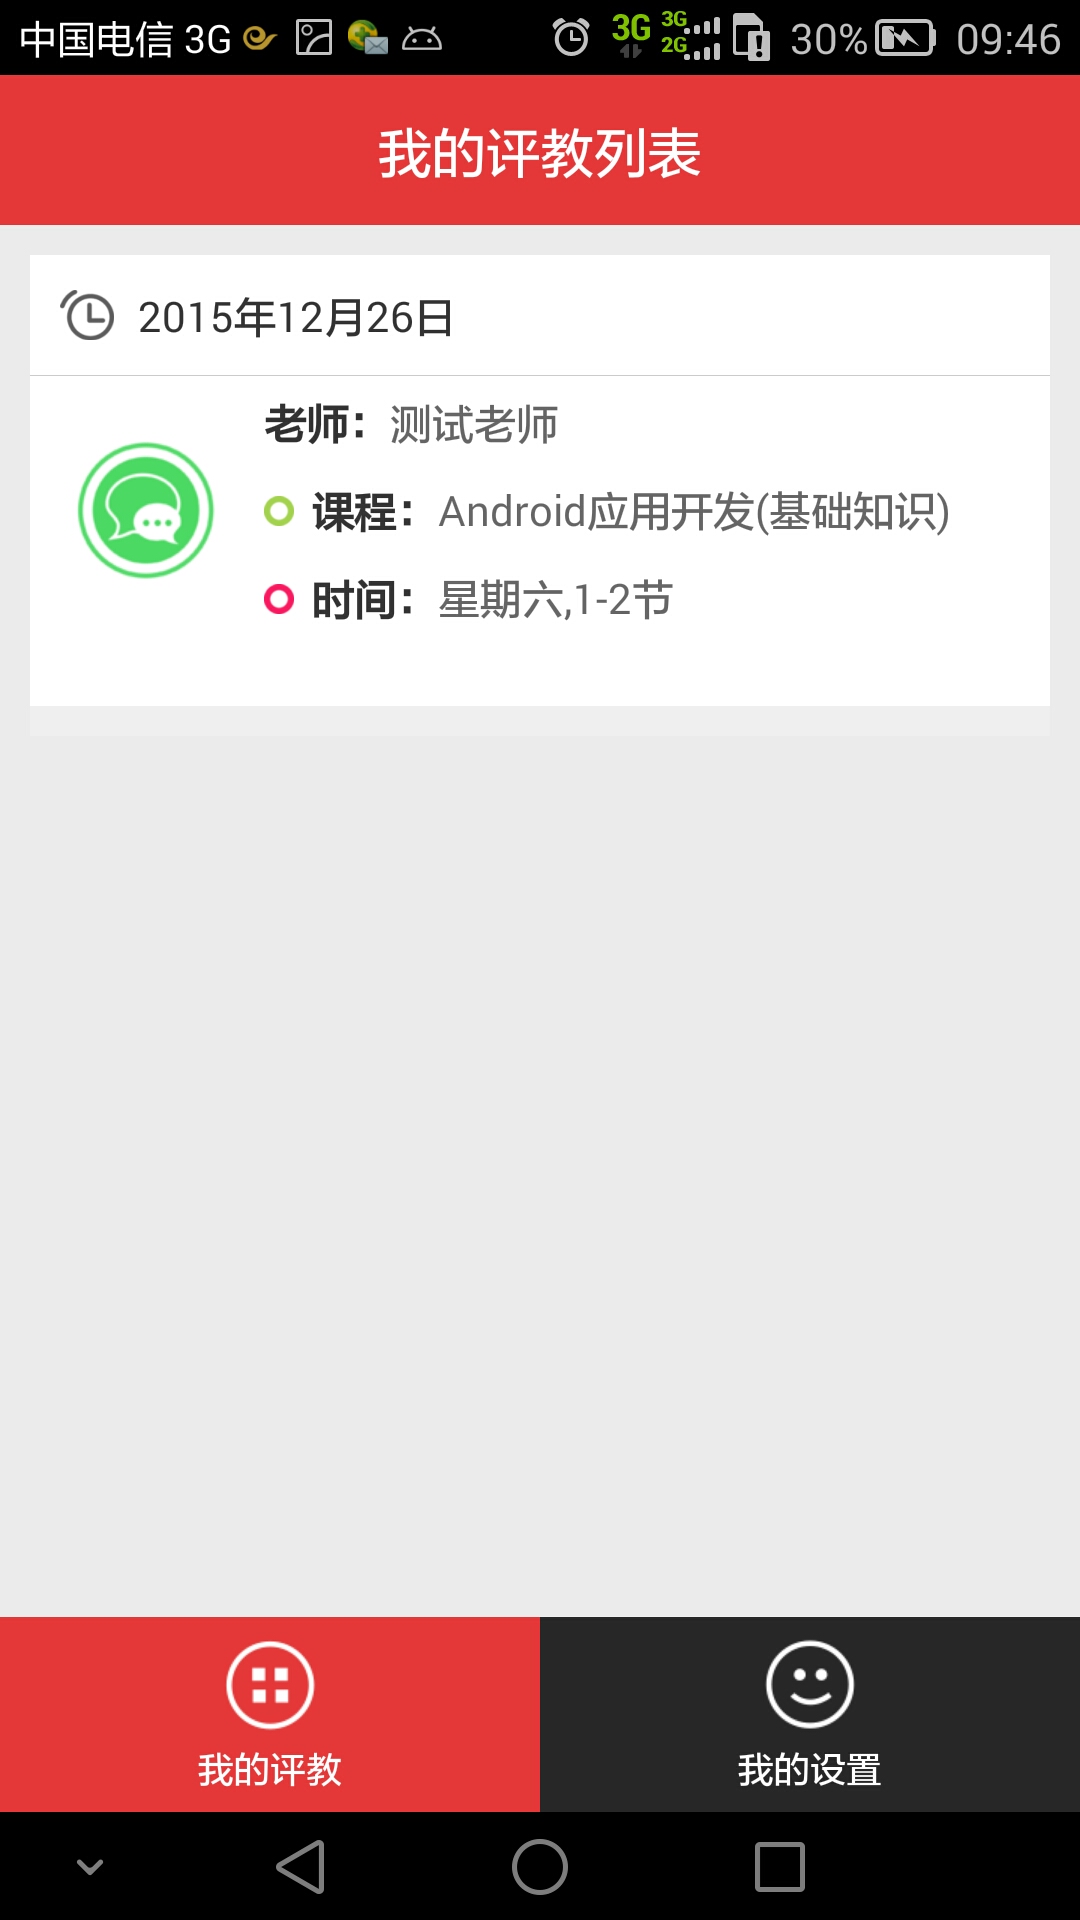 中国电信 3G 3G 3G 2G 30% 09:46
我的评教列表
2015年12月26日
老师：测试老师
课程：Android应用开发(基础知识)
时间：星期六,1-2节
我的评教 我的设置